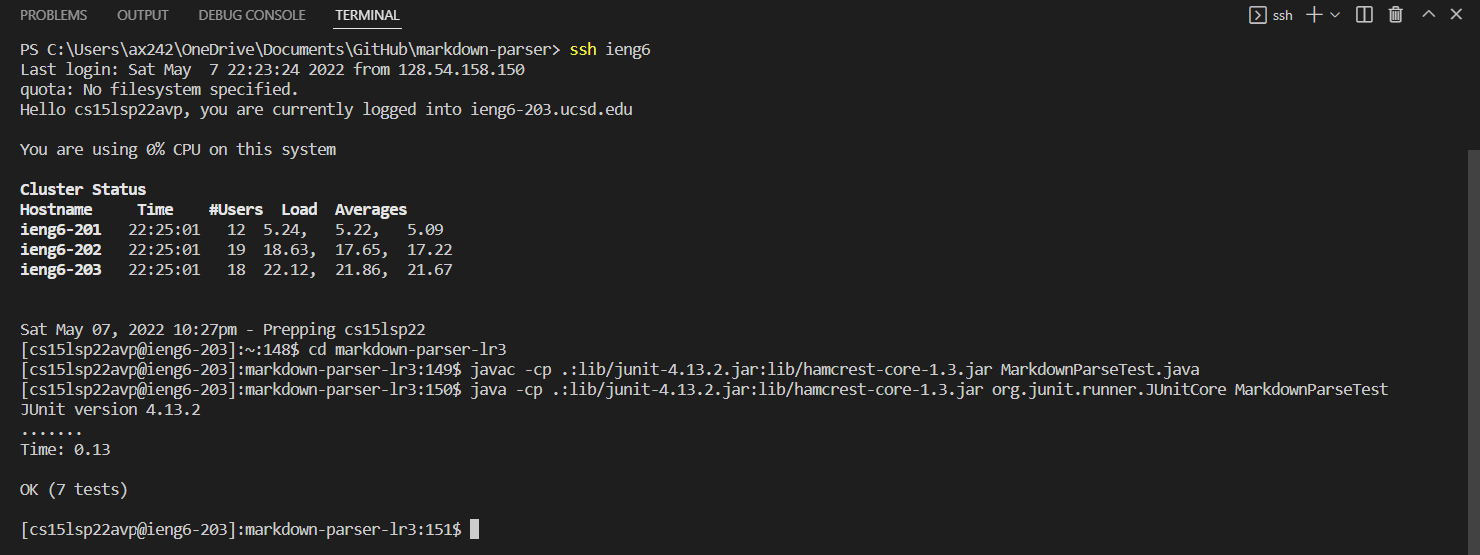 PROBLEMS OUTPUT DEBUG CONSOLE TERMINAL ssh
PS C:\Users\ax242\OneDrive\Documents\GitHub\markdown-parser> ssh ieng6
Last login: Sat May  7 22:23:24 2022 from 128.54.158.150
quota: No filesystem specified.
Hello cs15lsp22avp, you are currently logged into ieng6-203.ucsd.edu
You are using 0% CPU on this system
Cluster Status
Hostname     Time    #Users  Load  Averages
ieng6-201   22:25:01   12  5.24,   5.22,   5.09
ieng6-202   22:25:01   19  18.63,  17.65,  17.22
ieng6-203   22:25:01   18  22.12,  21.86,  21.67
Sat May 07, 2022 10:27pm - Prepping cs15lsp22
[cs15lsp22avp@ieng6-203]:~:148$ cd markdown-parser-lr3
[cs15lsp22avp@ieng6-203]:markdown-parser-lr3:149$ javac -cp .:lib/junit-4.13.2.jar:lib/hamcrest-core-1.3.jar MarkdownParseTest.java
[cs15lsp22avp@ieng6-203]:markdown-parser-lr3:150$ java -cp .:lib/junit-4.13.2.jar:lib/hamcrest-core-1.3.jar org.junit.runner.JUnitCore MarkdownParseTest
JUnit version 4.13.2
.......
Time: 0.13
OK (7 tests)
[cs15lsp22avp@ieng6-203]:markdown-parser-lr3:151$